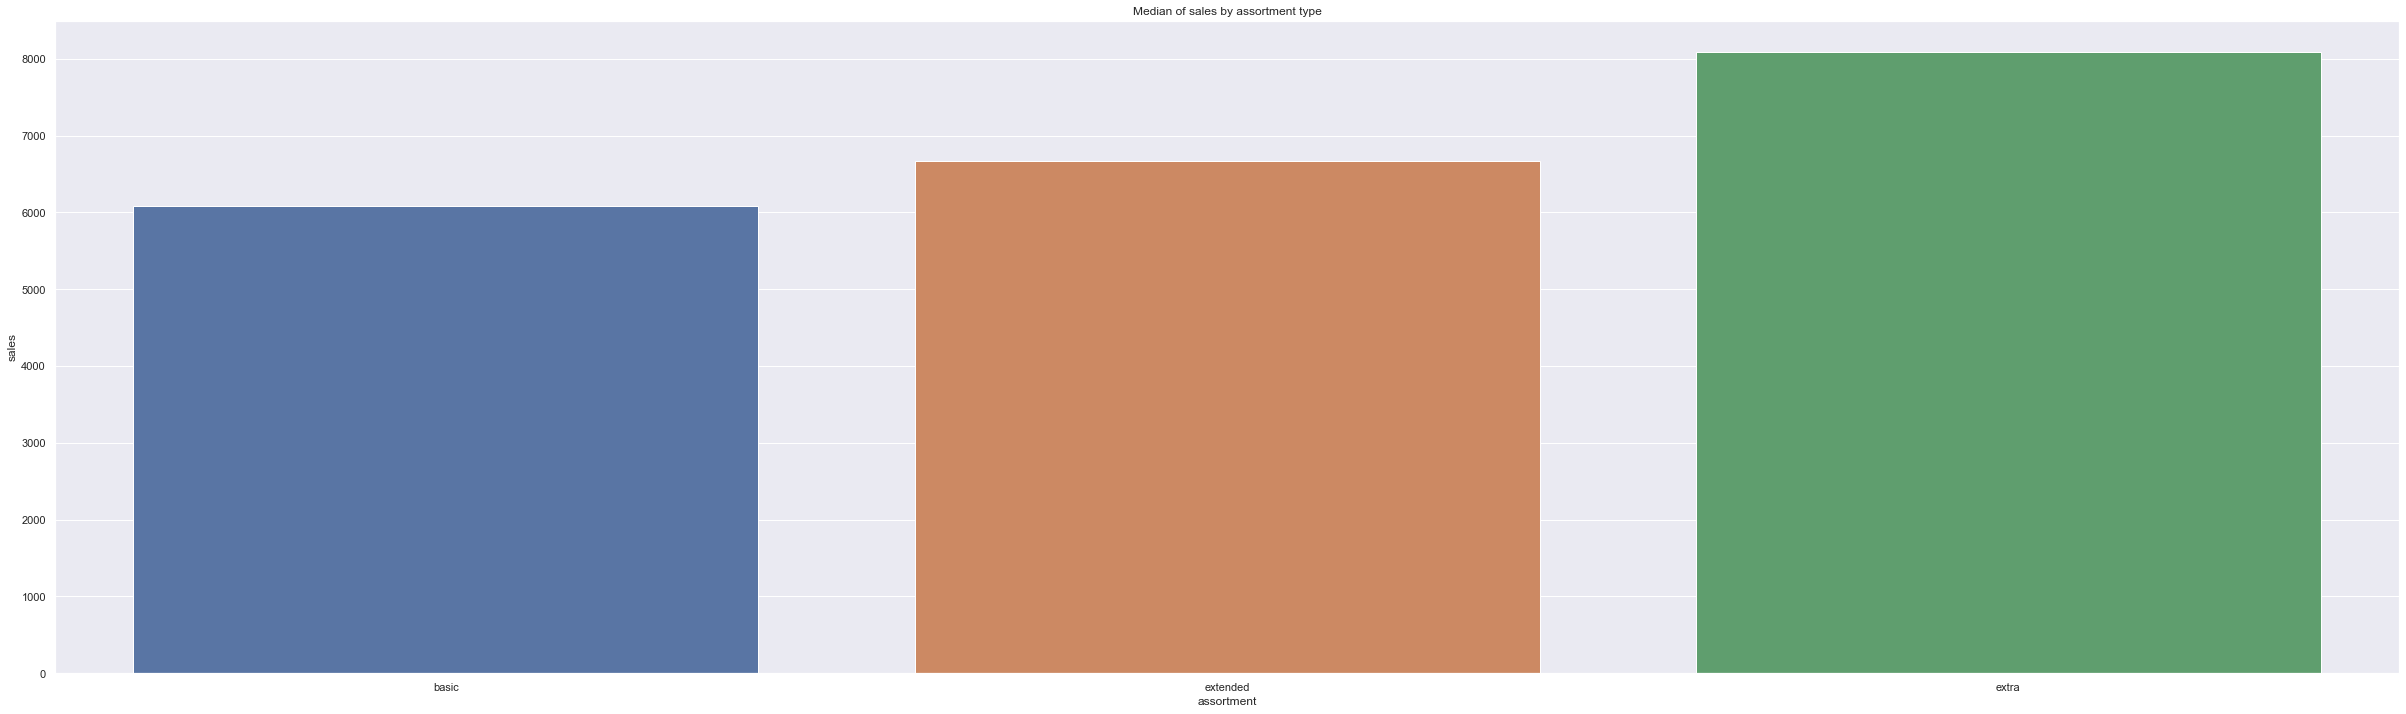 Median of sales by assortment type
8000
7000
6000
5000
4000
3000
2000
1000
0
sales
basic extended extra
assortment